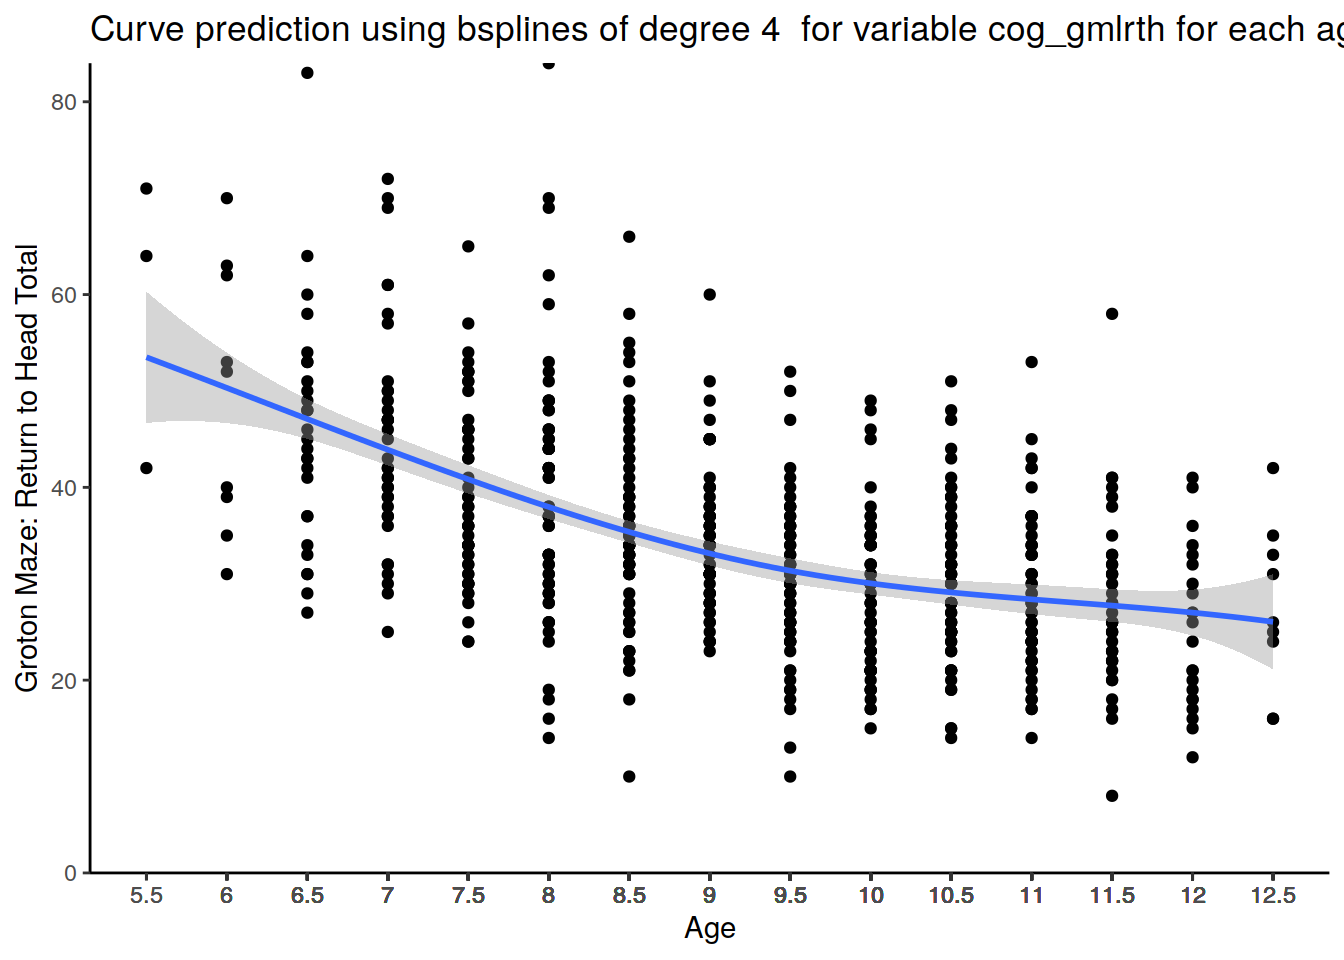 Curve prediction using bsplines of degree 4  for variable cog_gmlrth for each
Groton Maze: Return to Head Total
80
60
40
20
0
5.5 6 6.5 7 7.5 8 8.5 9 9.5 10 10.5 11 11.5 12 12.5
Age